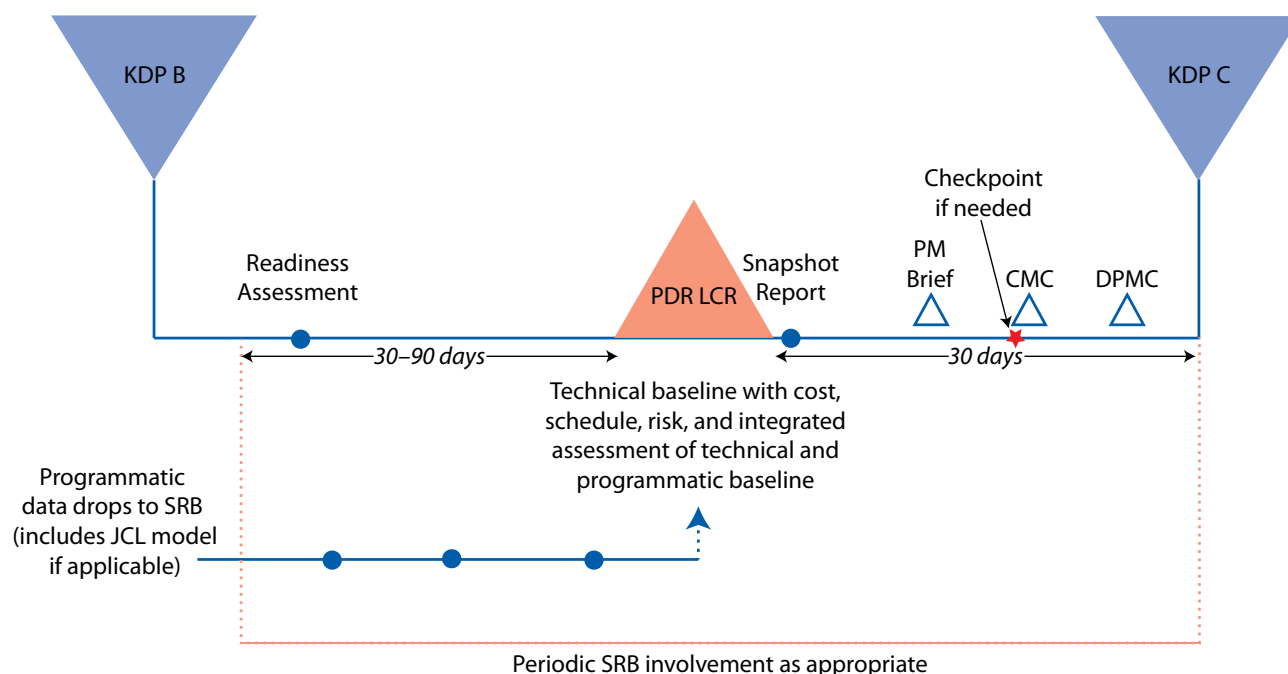 KDP B
KDP C
Checkpoint
if needed
Readiness
Assessment
PDR LCR
Snapshot
Report
PM
Brief
CMC
DPMC
30–90 days
30 days
Technical baseline with cost,
schedule, risk, and integrated
assessment of technical and
programmatic baseline
Programmatic
data drops to SRB
(includes JCL model
if applicable)
Periodic SRB involvement as appropriate